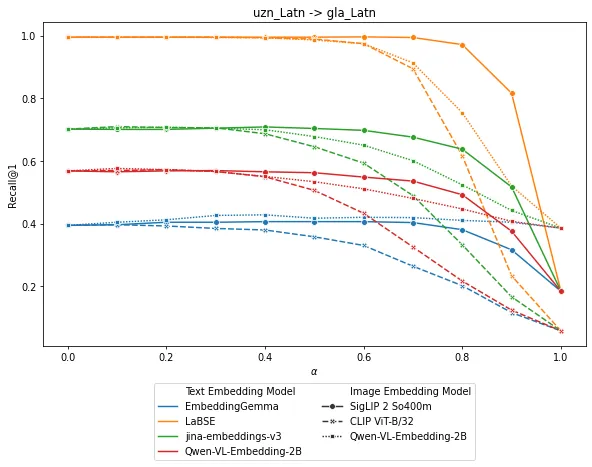 uzn_Latn -> gla_Latn
Recall@1
1.0
0.8
0.6
0.4
0.2
0.0 0.2 0.4 0.6 0.8 1.0
α
Text Embedding Model Image Embedding Model
EmbeddingGemma SigLIP 2 So400m
LaBSE CLIP ViT-B/32
jina-embeddings-v3 Qwen-VL-Embedding-2B
Qwen-VL-Embedding-2B